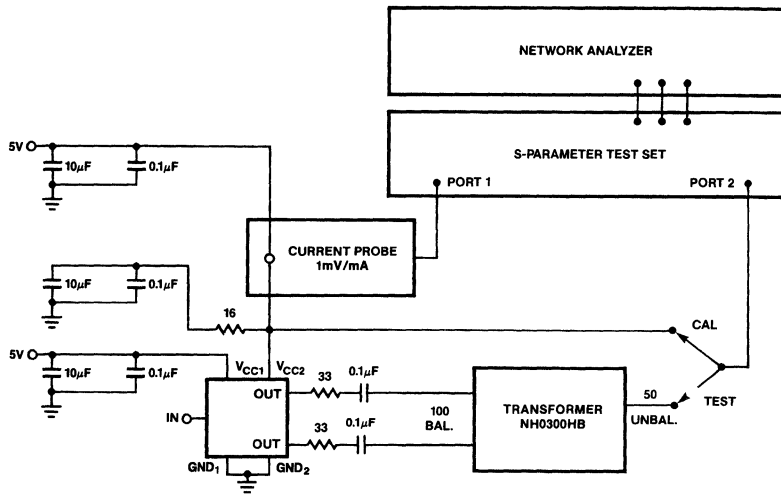 NETWORK ANALYZER
S-PARAMETER TEST SET
PORT 1
PORT 2
5V
10µF
0.1µF
CURRENT PROBE
1mV/mA
10µF
0.1µF
16
CAL
5V
10µF
0.1µF
VCC1
VCC2
33
0.1µF
OUT
IN
OUT
33
0.1µF
100
BAL.
TRANSFORMER
NH0300HB
50
UNBAL.
TEST
GND1
GND2